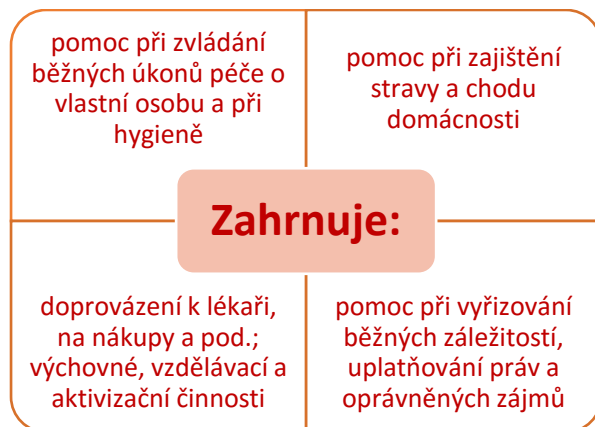 pomoc při zvládání
běžných úkonů péče o
vlastní osobu a při
hygieně
pomoc při zajištění
stravy a chodu
domácnosti
Zahrnuje:
doprovázení k lékaři,
na nákupy a pod.;
výchovné, vzdělávací a
aktivizační činnosti
pomoc při vyřizování
běžných záležitostí,
uplatňování práv a
oprávněných zájmů